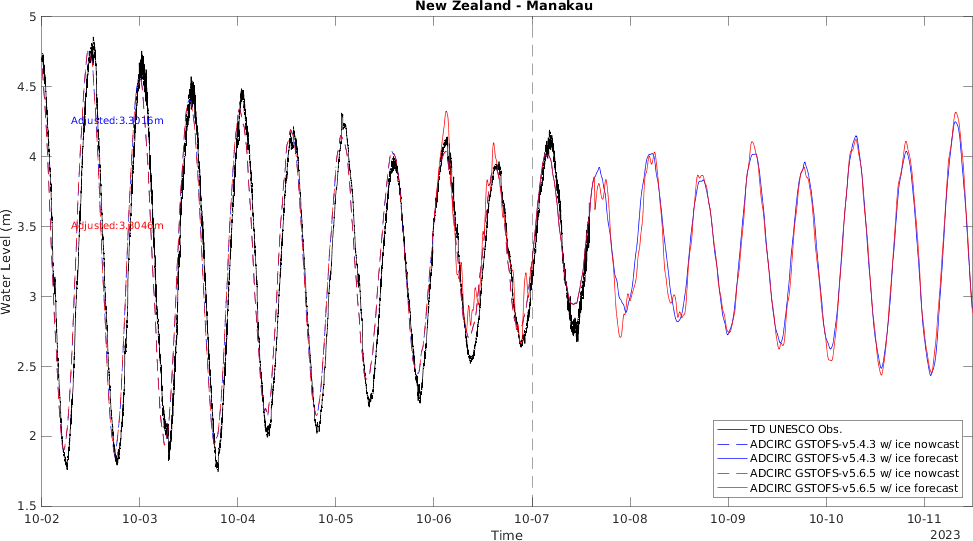 New Zealand - Manakau
5
4.5
4
3.5
3
2.5
2
1.5
Water Level (m)
Adjusted:3.3016m
Adjusted:3.3046m
TD UNESCO Obs.
ADCIRC GSTOFS-v5.4.3 w/ ice nowcast
ADCIRC GSTOFS-v5.4.3 w/ ice forecast
ADCIRC GSTOFS-v5.6.5 w/ ice nowcast
ADCIRC GSTOFS-v5.6.5 w/ ice forecast
10-02 10-03 10-04 10-05 10-06 10-07 10-08 10-09 10-10 10-11
Time
2023